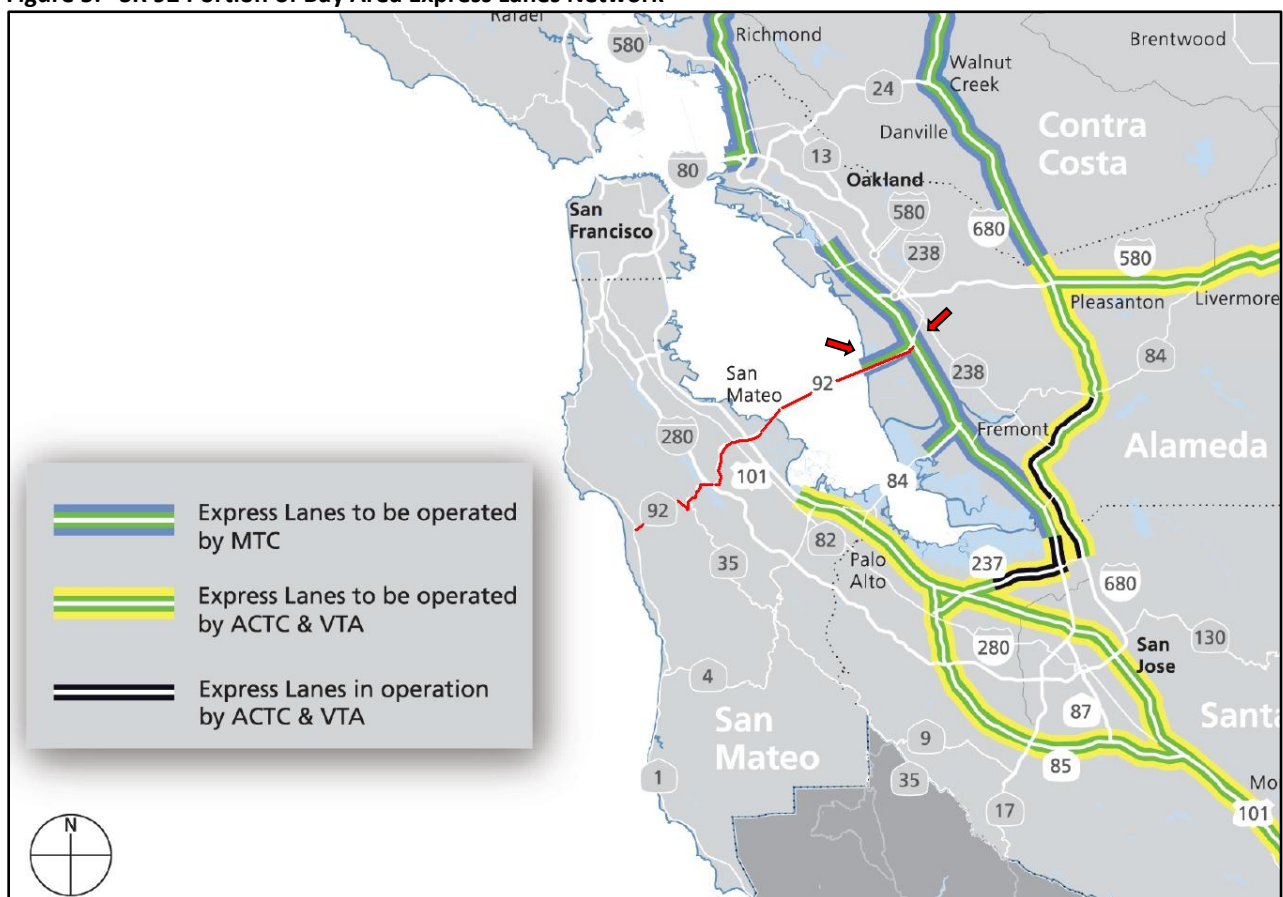 Rafael
580
Richmond
Brentwood
Walnut
Creek
24
Danville
Contra
Costa
13
80
Oakland
San
Francisco
580
680
238
580
Pleasanton
Livermore
84
92
238
San
Mateo
280
101
Fremont
Alameda
84
92
35
82
Palo
Alto
237
680
280
130
San
Jose
4
87
San
Mateo
9
85
1
35
17
101
Express Lanes to be operated
by MTC
Express Lanes to be operated
by ACTC & VTA
Express Lanes in operation
by ACTC & VTA
N